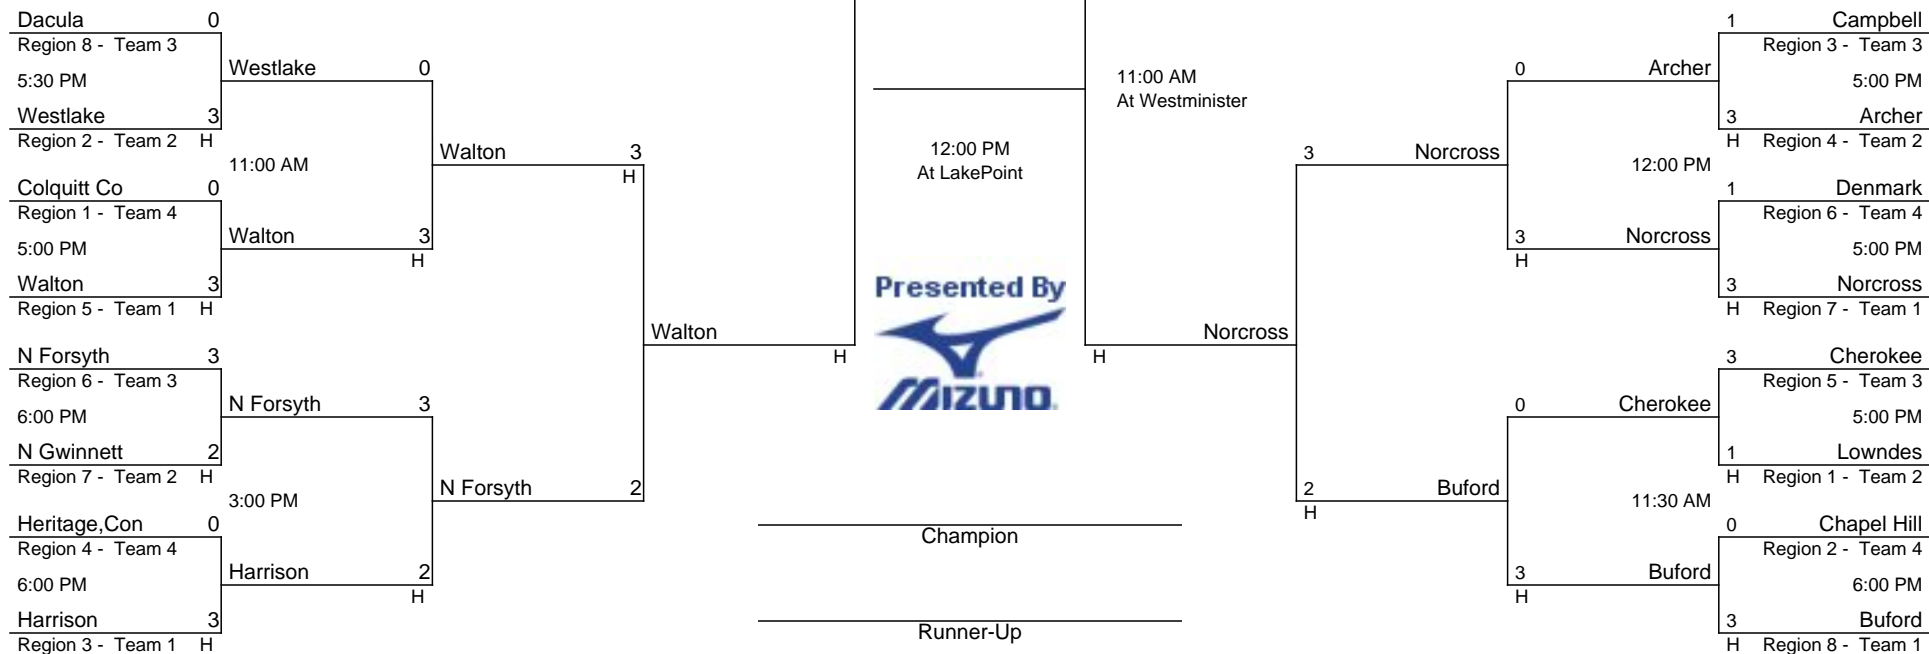 Dacula 0
Region 8 - Team 3
5:30 PM
Westlake 3
Region 2 - Team 2 H
Westlake 0
11:00 AM
Colquitt Co 0
Region 1 - Team 4
5:00 PM
Walton 3
Region 5 - Team 1 H
Walton 3
H
Walton 3
H
N Forsyth 3
Region 6 - Team 3
6:00 PM
N Gwinnett 2
Region 7 - Team 2 H
N Forsyth 3
3:00 PM
Heritage,Con 0
Region 4 - Team 4
6:00 PM
Harrison 3
Region 3 - Team 1 H
Harrison 2
H
N Forsyth 2
Walton
H
12:00 PM
At LakePoint
Presented By
MIZUNO
Champion
Runner-Up
11:00 AM
At Westminister
H
Norcross
3 Norcross
2 Buford
H
0 Archer
12:00 PM
3 Norcross
H
0 Cherokee
11:30 AM
3 Buford
H
1 Campbell
Region 3 - Team 3
5:00 PM
3 Archer
H Region 4 - Team 2
1 Denmark
Region 6 - Team 4
5:00 PM
3 Norcross
H Region 7 - Team 1
3 Cherokee
Region 5 - Team 3
5:00 PM
1 Lowndes
H Region 1 - Team 2
0 Chapel Hill
Region 2 - Team 4
6:00 PM
3 Buford
H Region 8 - Team 1